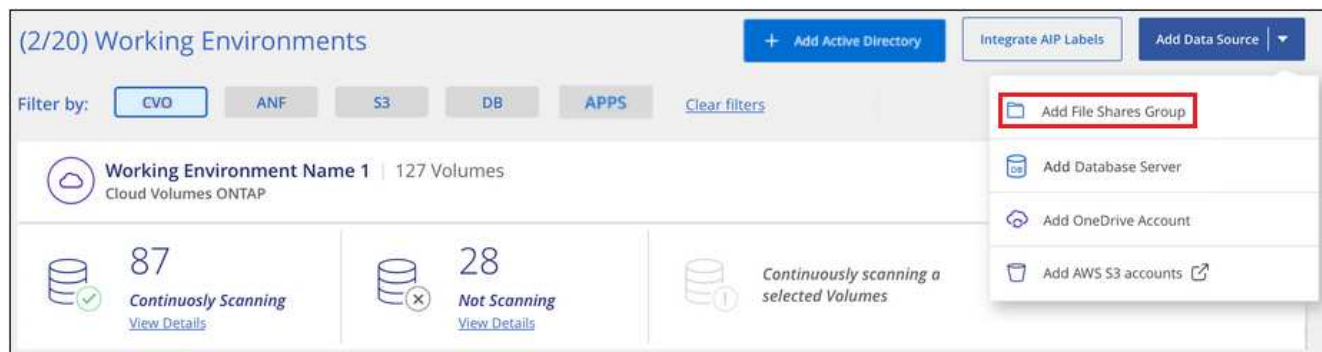 (2/20) Working Environments
+ Add Active Directory
Integrate AIP Labels
Add Data Source
Filter by:
CVO
ANF
S3
DB
APPS
Clear filters
Add File Shares Group
DB
Add Database Server
Add OneDrive Account
Add AWS S3 accounts
Working Environment Name 1 | 127 Volumes
Cloud Volumes ONTAP
87
Continuosly Scanning
View Details
28
Not Scanning
View Details
Continuously scanning a
selected Volumes